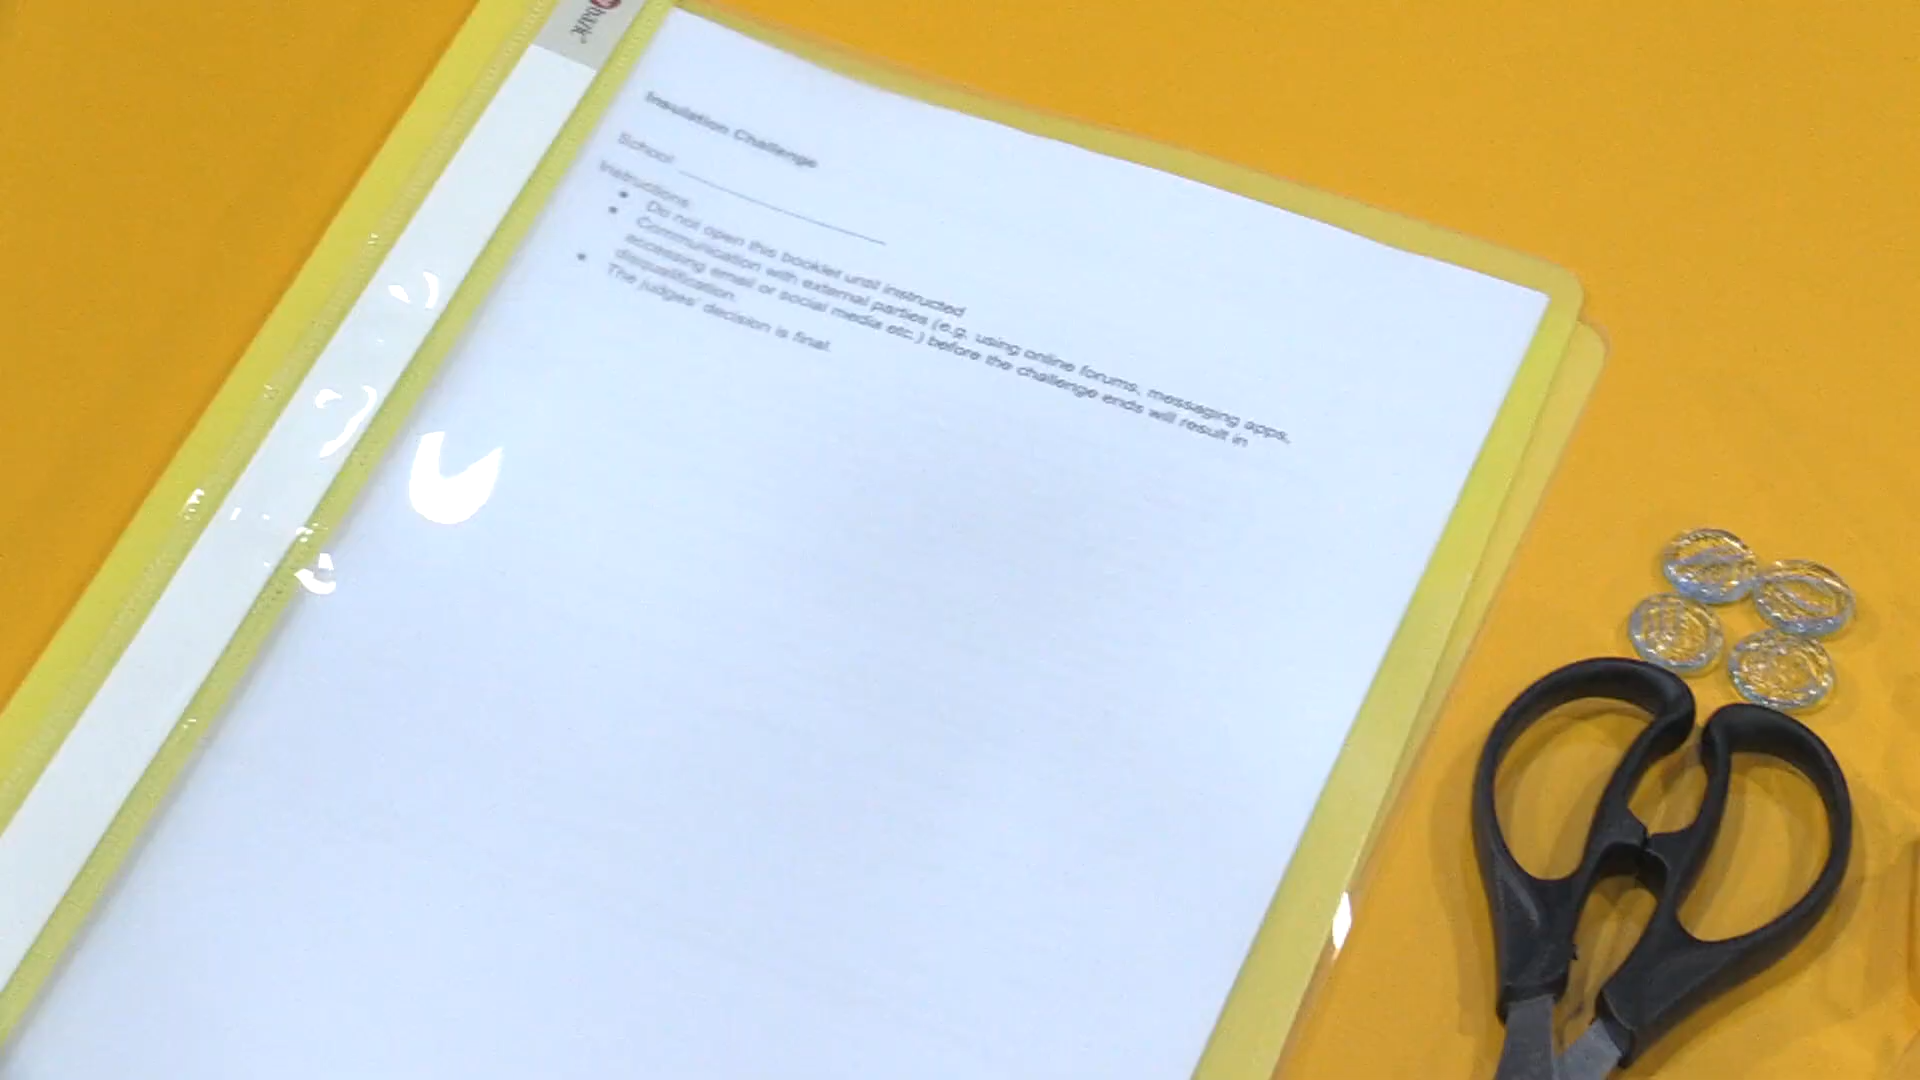 bank
Insulation Challenge
School
Instructions
Do not open this booklet until instructed
Communication with external parties (e.g. using online forums, messaging apps,
accessing email or social media etc.) before the challenge ends will result in
disqualification.
The judges' decision is final.